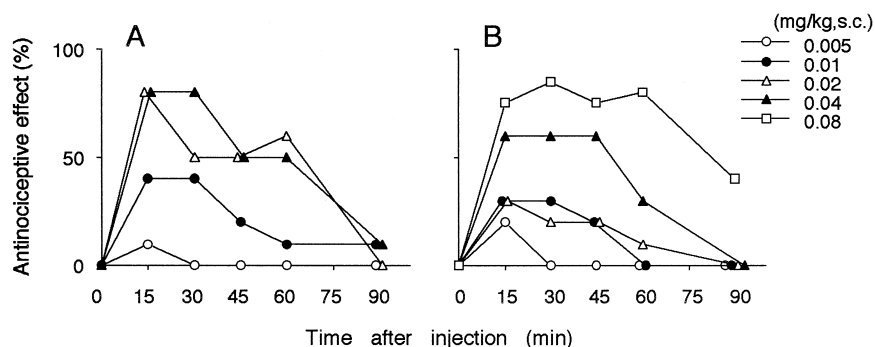 A
B
(mg/kg,s.c.)
0.005
0.01
0.02
0.04
0.08
Antinociceptive effect (%)
100
50
0
0 15 30 45 60 75 90
0 15 30 45 60 75 90
Time after injection (min)